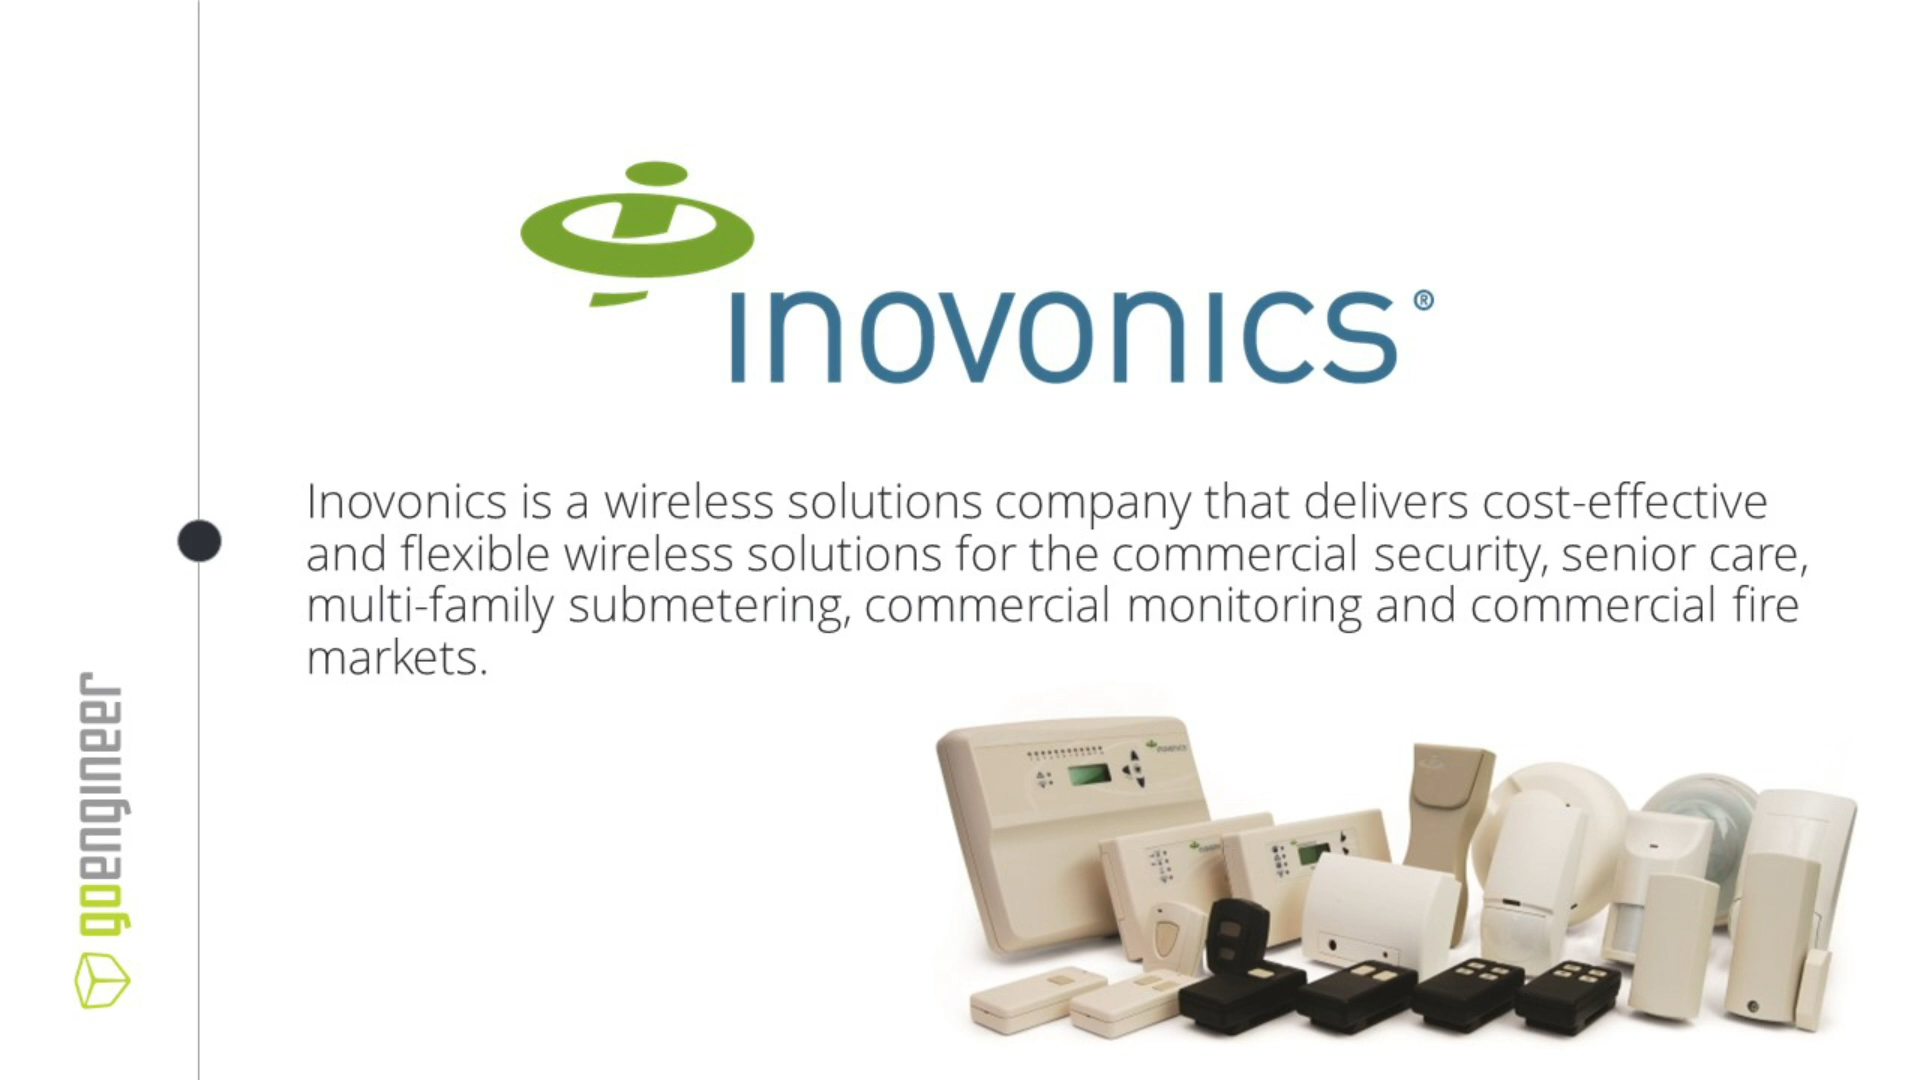 INOVONICS®
Inovonics is a wireless solutions company that delivers cost-effective
and flexible wireless solutions for the commercial security, senior care,
multi-family submetering, commercial monitoring and commercial fire
markets.
goengineer
inovonics